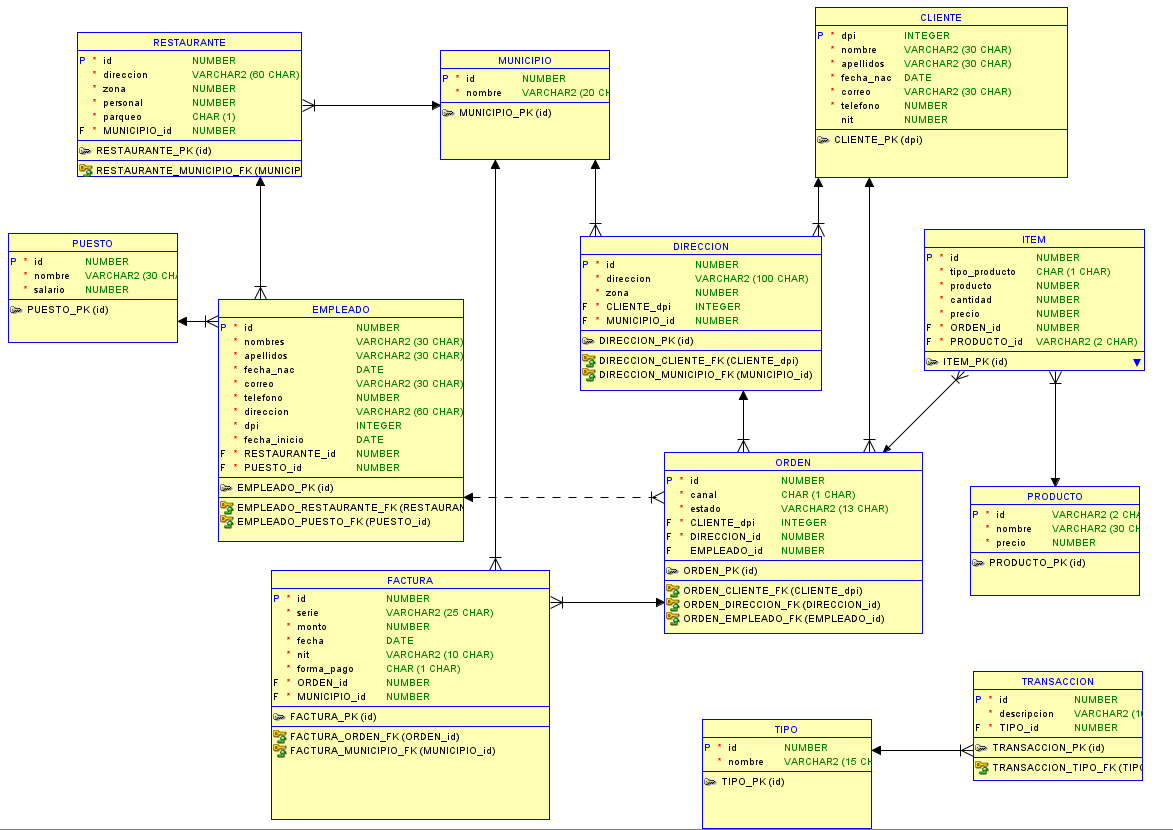 RESTAURANTE
P * id NUMBER
* direccion VARCHAR2 (60 CHAR)
* zona NUMBER
* personal NUMBER
* parqueo CHAR (1)
F * MUNICIPIO_id NUMBER
RESTAURANTE_PK (id)
RESTAURANTE_MUNICIPIO_FK (MUNICIP
MUNICIPIO
P * id NUMBER
* nombre VARCHAR2 (20 CH
MUNICIPIO_PK (id)
CLIENTE
P * dpi INTEGER
* nombre VARCHAR2 (30 CHAR)
* apellidos VARCHAR2 (30 CHAR)
* fecha_nac DATE
* correo VARCHAR2 (30 CHAR)
* telefono NUMBER
nit NUMBER
CLIENTE_PK (dpi)
PUESTO
P * id NUMBER
* nombre VARCHAR2 (30 CHA
* salario NUMBER
PUESTO_PK (id)
EMPLEADO
P * id NUMBER
* nombres VARCHAR2 (30 CHAR)
* apellidos VARCHAR2 (30 CHAR)
* fecha_nac DATE
* correo VARCHAR2 (30 CHAR)
* telefono NUMBER
* direccion VARCHAR2 (60 CHAR)
* dpi INTEGER
* fecha_inicio DATE
F * RESTAURANTE_id NUMBER
F * PUESTO_id NUMBER
EMPLEADO_PK (id)
EMPLEADO_RESTAURANTE_FK (RESTAURAN
EMPLEADO_PUESTO_FK (PUESTO_id)
DIRECCION
P * id NUMBER
* direccion VARCHAR2 (100 CHAR)
* zona NUMBER
F * CLIENTE_dpi INTEGER
F * MUNICIPIO_id NUMBER
DIRECCION_PK (id)
DIRECCION_CLIENTE_FK (CLIENTE_dpi)
DIRECCION_MUNICIPIO_FK (MUNICIPIO_id)
ITEM
P * id NUMBER
* tipo_producto CHAR (1 CHAR)
* producto NUMBER
* cantidad NUMBER
* precio NUMBER
F * ORDEN_id NUMBER
F * PRODUCTO_id VARCHAR2 (2 CHAR)
ITEM_PK (id)
ORDEN
P * id NUMBER
* canal CHAR (1 CHAR)
* estado VARCHAR2 (13 CHAR)
F * CLIENTE_dpi INTEGER
F * DIRECCION_id NUMBER
F EMPLEADO_id NUMBER
ORDEN_PK (id)
ORDEN_CLIENTE_FK (CLIENTE_dpi)
ORDEN_DIRECCION_FK (DIRECCION_id)
ORDEN_EMPLEADO_FK (EMPLEADO_id)
PRODUCTO
P * id VARCHAR2 (2 CHA
* nombre VARCHAR2 (30 CH
* precio NUMBER
PRODUCTO_PK (id)
FACTURA
P * id NUMBER
* serie VARCHAR2 (25 CHAR)
* monto NUMBER
* fecha DATE
* nit VARCHAR2 (10 CHAR)
* forma_pago CHAR (1 CHAR)
F * ORDEN_id NUMBER
F * MUNICIPIO_id NUMBER
FACTURA_PK (id)
FACTURA_ORDEN_FK (ORDEN_id)
FACTURA_MUNICIPIO_FK (MUNICIPIO_id)
TIPO
P * id NUMBER
* nombre VARCHAR2 (15 CH
TIPO_PK (id)
TRANSACCION
P * id NUMBER
* descripcion VARCHAR2 (10
F * TIPO_id NUMBER
TRANSACCION_PK (id)
TRANSACCION_TIPO_FK (TIPO